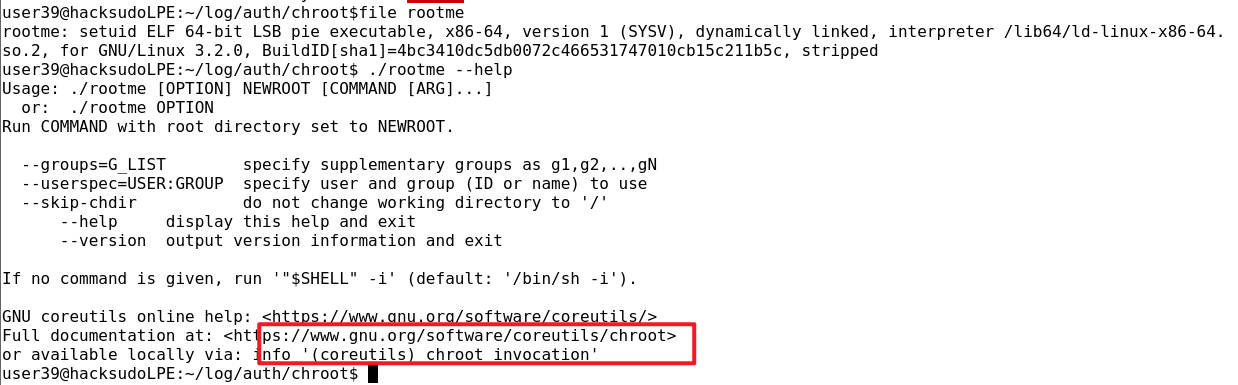 user39@hacksudoLPE:~/log/auth/chroot$file rootme
rootme: setuid ELF 64-bit LSB pie executable, x86-64, version 1 (SYSV), dynamically linked, interpreter /lib64/ld-linux-x86-64.
so.2, for GNU/Linux 3.2.0, BuildID[sha1]=4bc3410dc5db0072c466531747010cb15c211b5c, stripped
user39@hacksudoLPE:~/log/auth/chroot$ ./rootme --help
Usage: ./rootme [OPTION] NEWROOT [COMMAND [ARG]...]
  or:  ./rootme OPTION
Run COMMAND with root directory set to NEWROOT.

  --groups=G_LIST        specify supplementary groups as g1,g2,..,gN
  --userspec=USER:GROUP  specify user and group (ID or name) to use
  --skip-chdir           do not change working directory to '/'
      --help     display this help and exit
      --version  output version information and exit

If no command is given, run '"$SHELL" -i' (default: '/bin/sh -i').

GNU coreutils online help: <https://www.gnu.org/software/coreutils/>
Full documentation at: <https://www.gnu.org/software/coreutils/chroot>
or available locally via: info '(coreutils) chroot invocation'
user39@hacksudoLPE:~/log/auth/chroot$